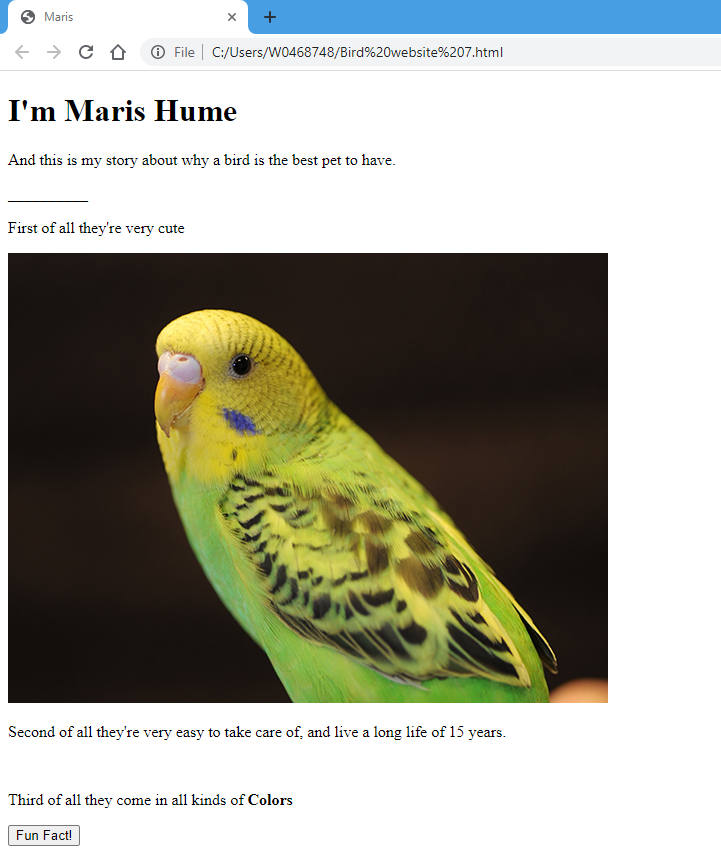 Maris
File | C:/Users/W0468748/Bird%20website%207.html
I'm Maris Hume
And this is my story about why a bird is the best pet to have.
__________
First of all they're very cute
Second of all they're very easy to take care of, and live a long life of 15 years.
Third of all they come in all kinds of Colors
Fun Fact!